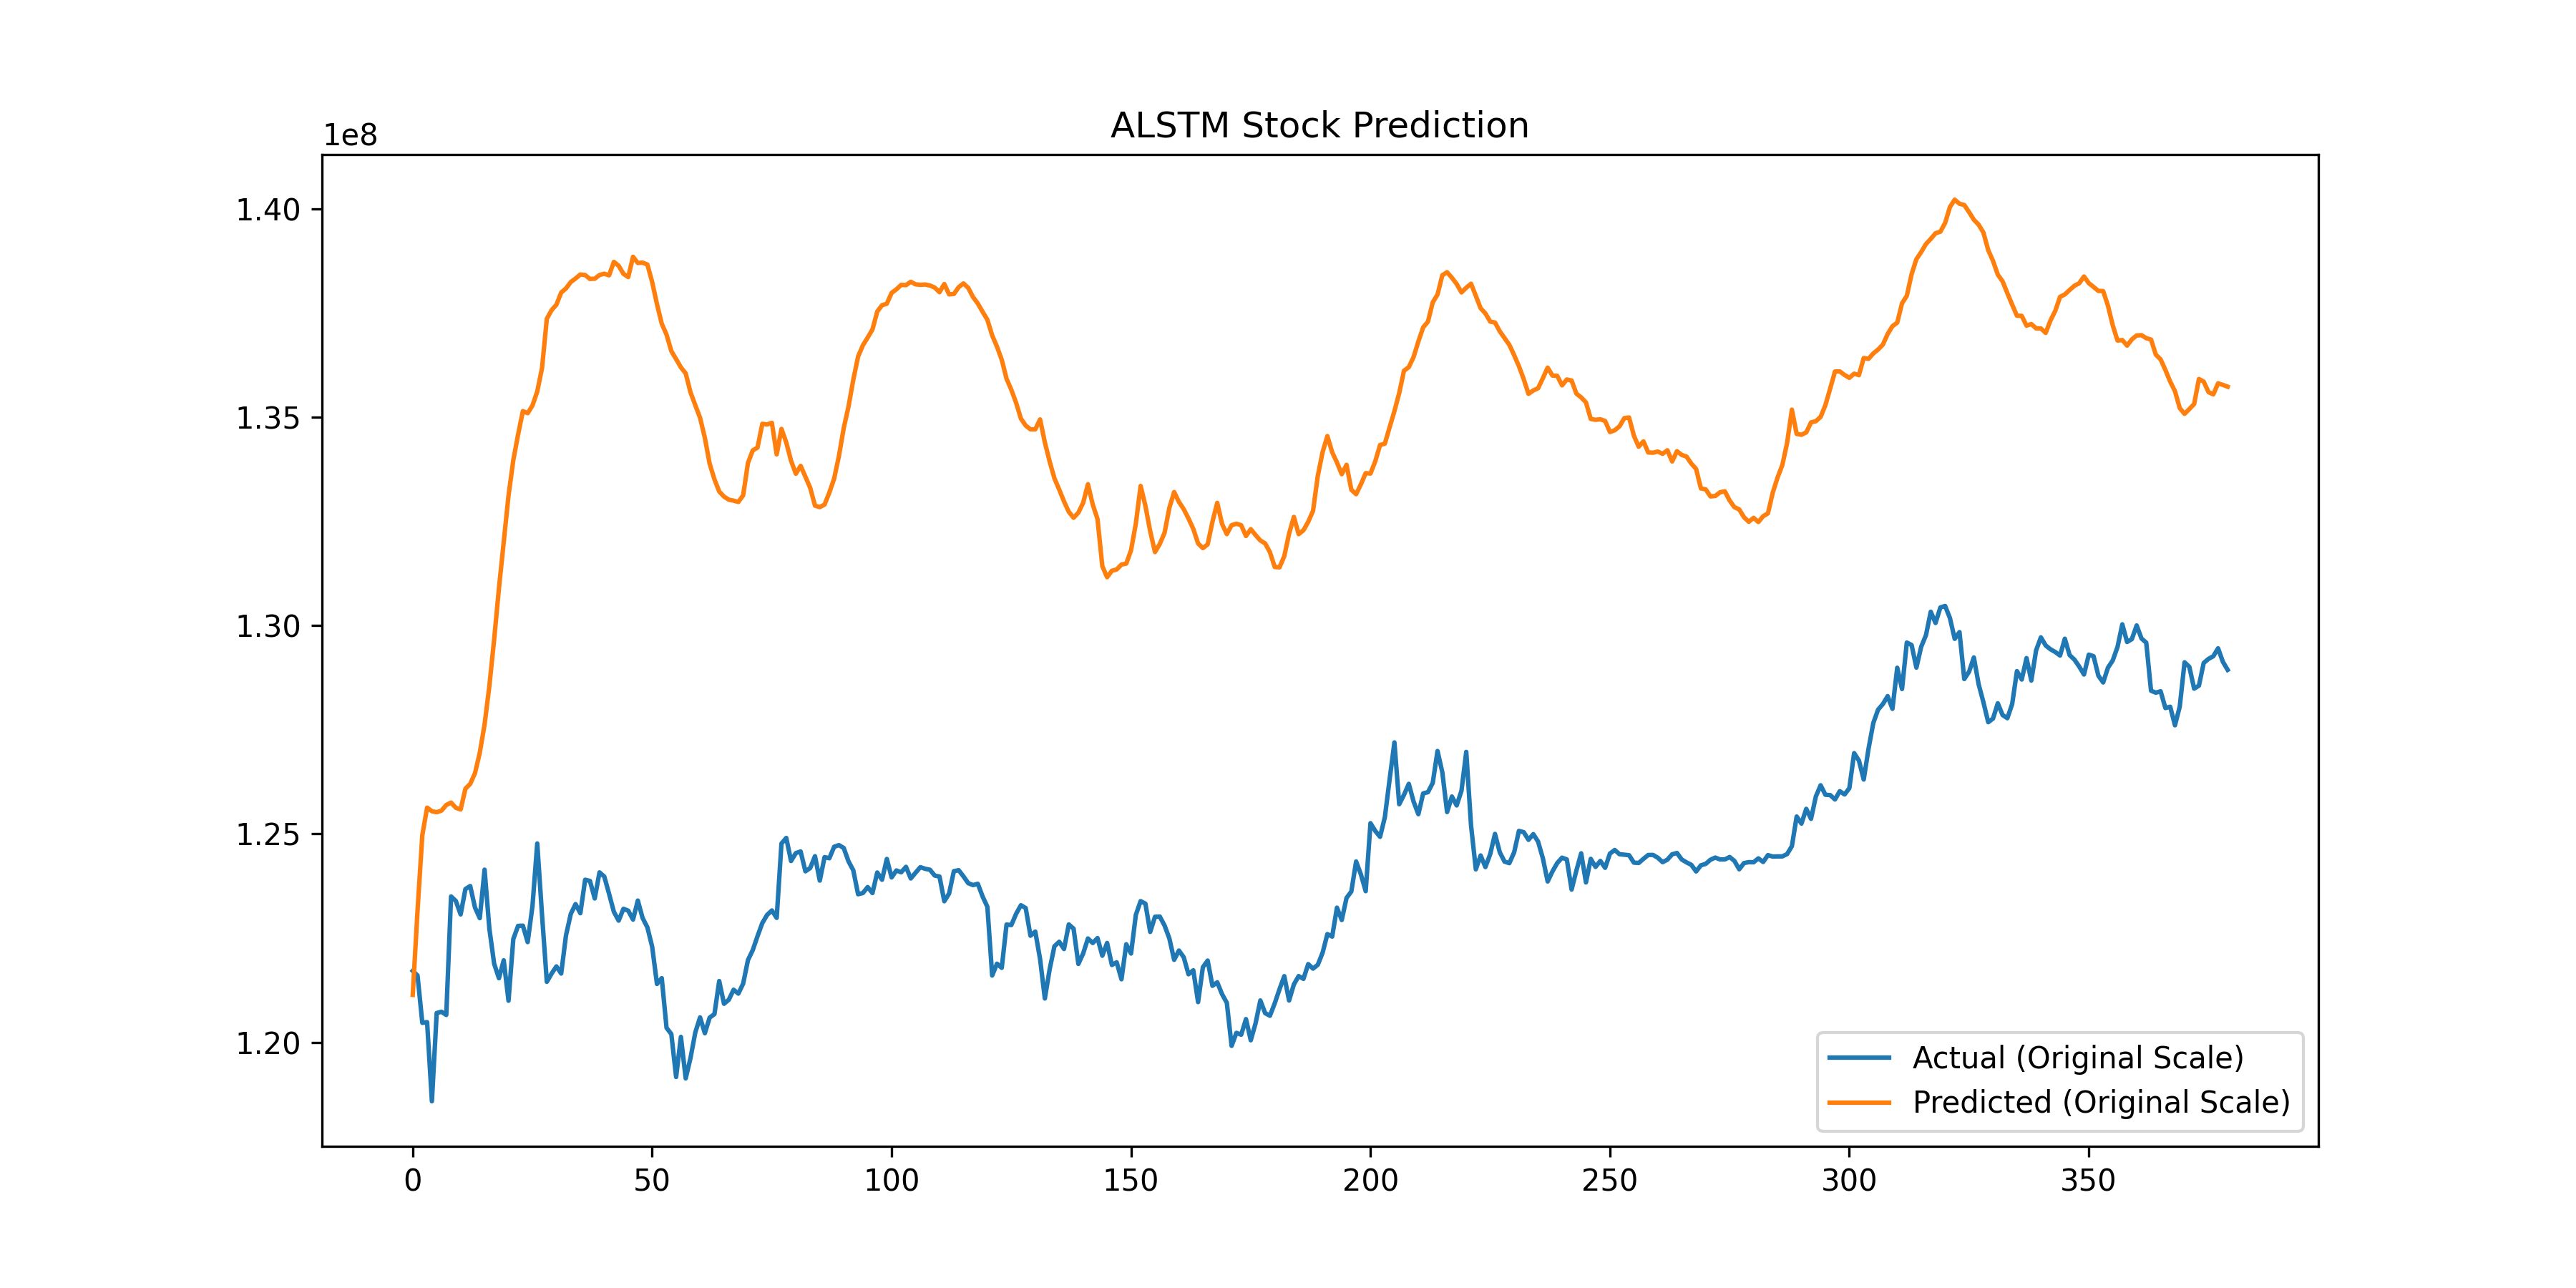 ALSTM Stock Prediction
1e8
1.40
1.35
1.30
1.25
1.20
0 50 100 150 200 250 300 350
Actual (Original Scale)
Predicted (Original Scale)